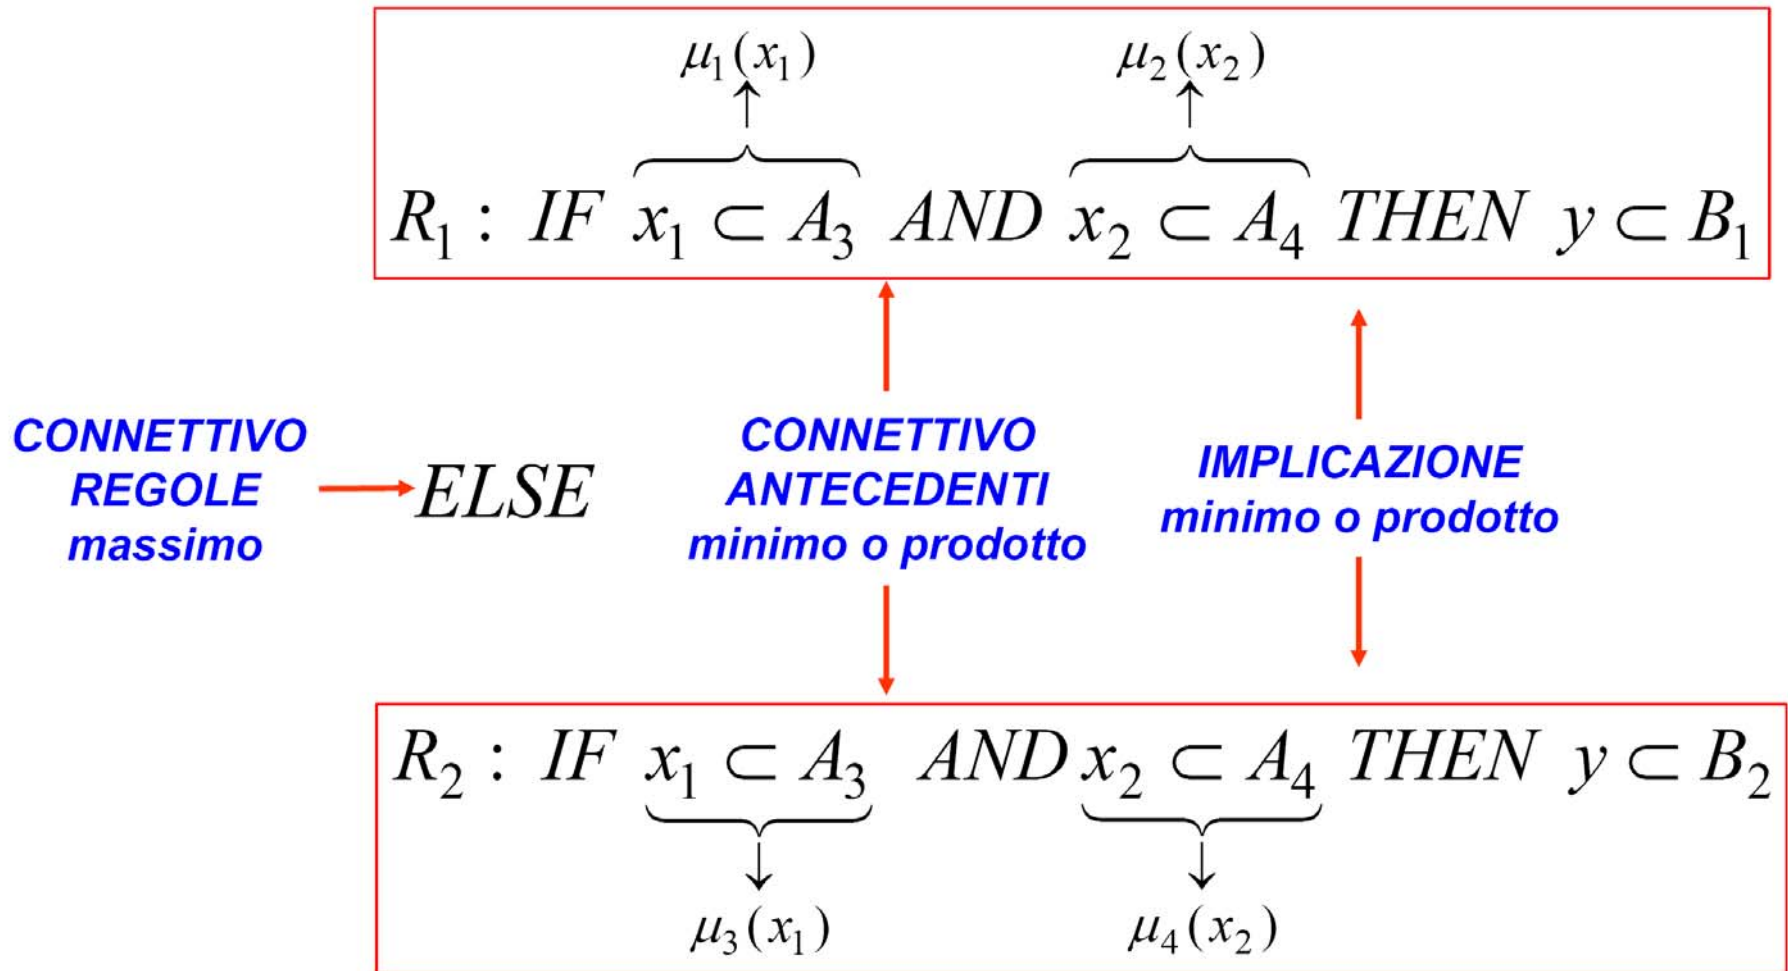 μ₁(x₁) μ₂(x₂)
R₁ : IF x₁ ⊂ A₃ AND x₂ ⊂ A₄ THEN y ⊂ B₁
CONNETTIVO
REGOLE
massimo
ELSE
CONNETTIVO
ANTECEDENTI
minimo o prodotto
IMPLICAZIONE
minimo o prodotto
R₂ : IF x₁ ⊂ A₃ AND x₂ ⊂ A₄ THEN y ⊂ B₂
μ₃(x₁) μ₄(x₂)